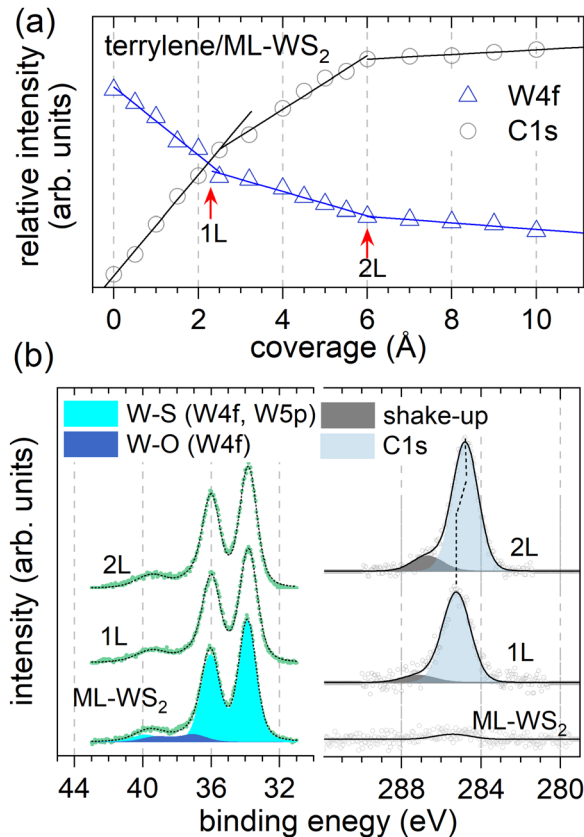 (a)
terrylene/ML-WS₂
W4f
C1s
1L
2L
relative intensity
(arb. units)
0 2 4 6 8 10
coverage (Å)
(b)
W-S (W4f, W5p)
W-O (W4f)
shake-up
C1s
2L
1L
ML-WS₂
2L
1L
ML-WS₂
intensity (arb. units)
44 40 36 32
288 284 280
binding energy (eV)